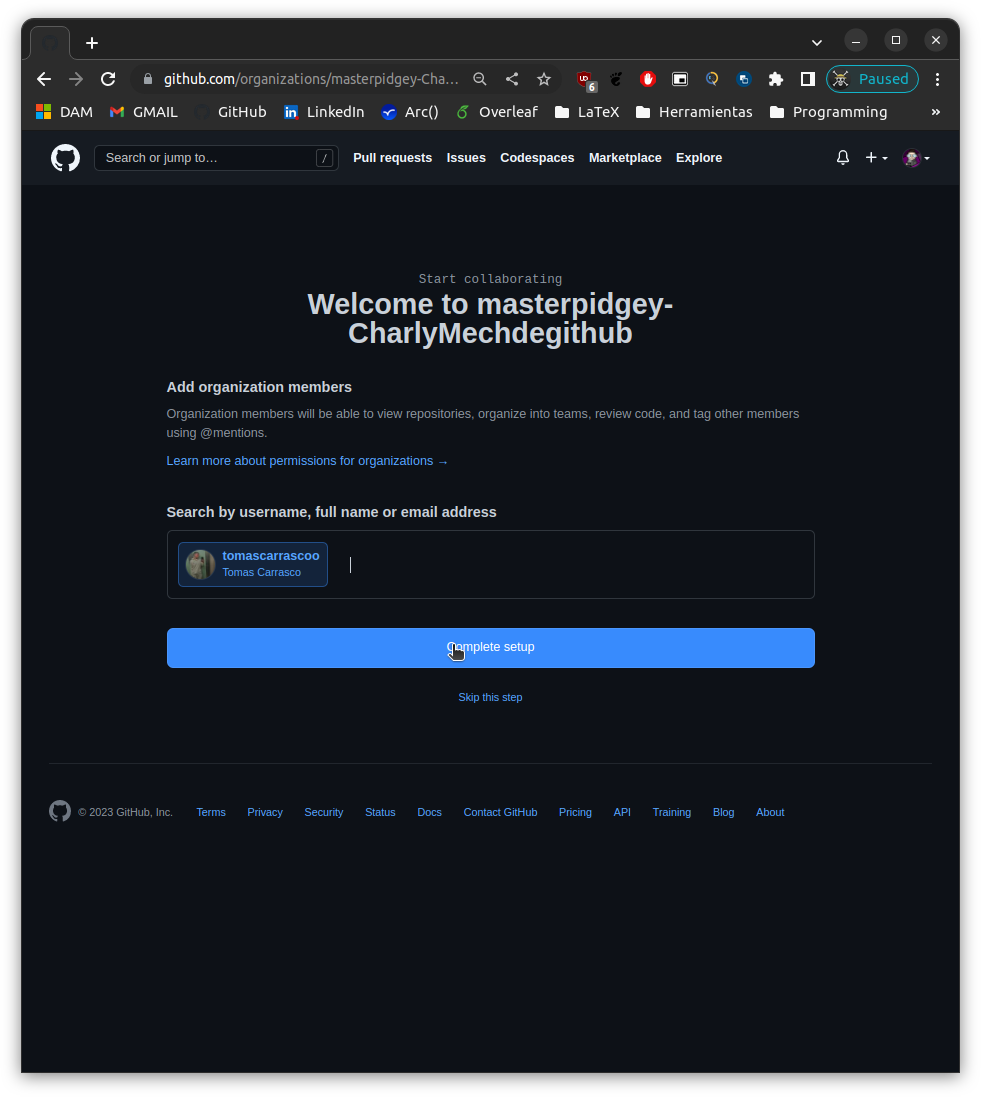 github.com/organizations/masterpidgey-Cha...
6
Paused
DAM GMAIL GitHub LinkedIn Arc() Overleaf LaTeX Herramientas Programming »
Search or jump to… / Pull requests Issues Codespaces Marketplace Explore
Start collaborating
Welcome to masterpidgey-
CharlyMechdegithub
Add organization members
Organization members will be able to view repositories, organize into teams, review code, and tag other members
using @mentions.
Learn more about permissions for organizations →
Search by username, full name or email address
tomascarrascoo
Tomas Carrasco
Complete setup
Skip this step
© 2023 GitHub, Inc. Terms Privacy Security Status Docs Contact GitHub Pricing API Training Blog About